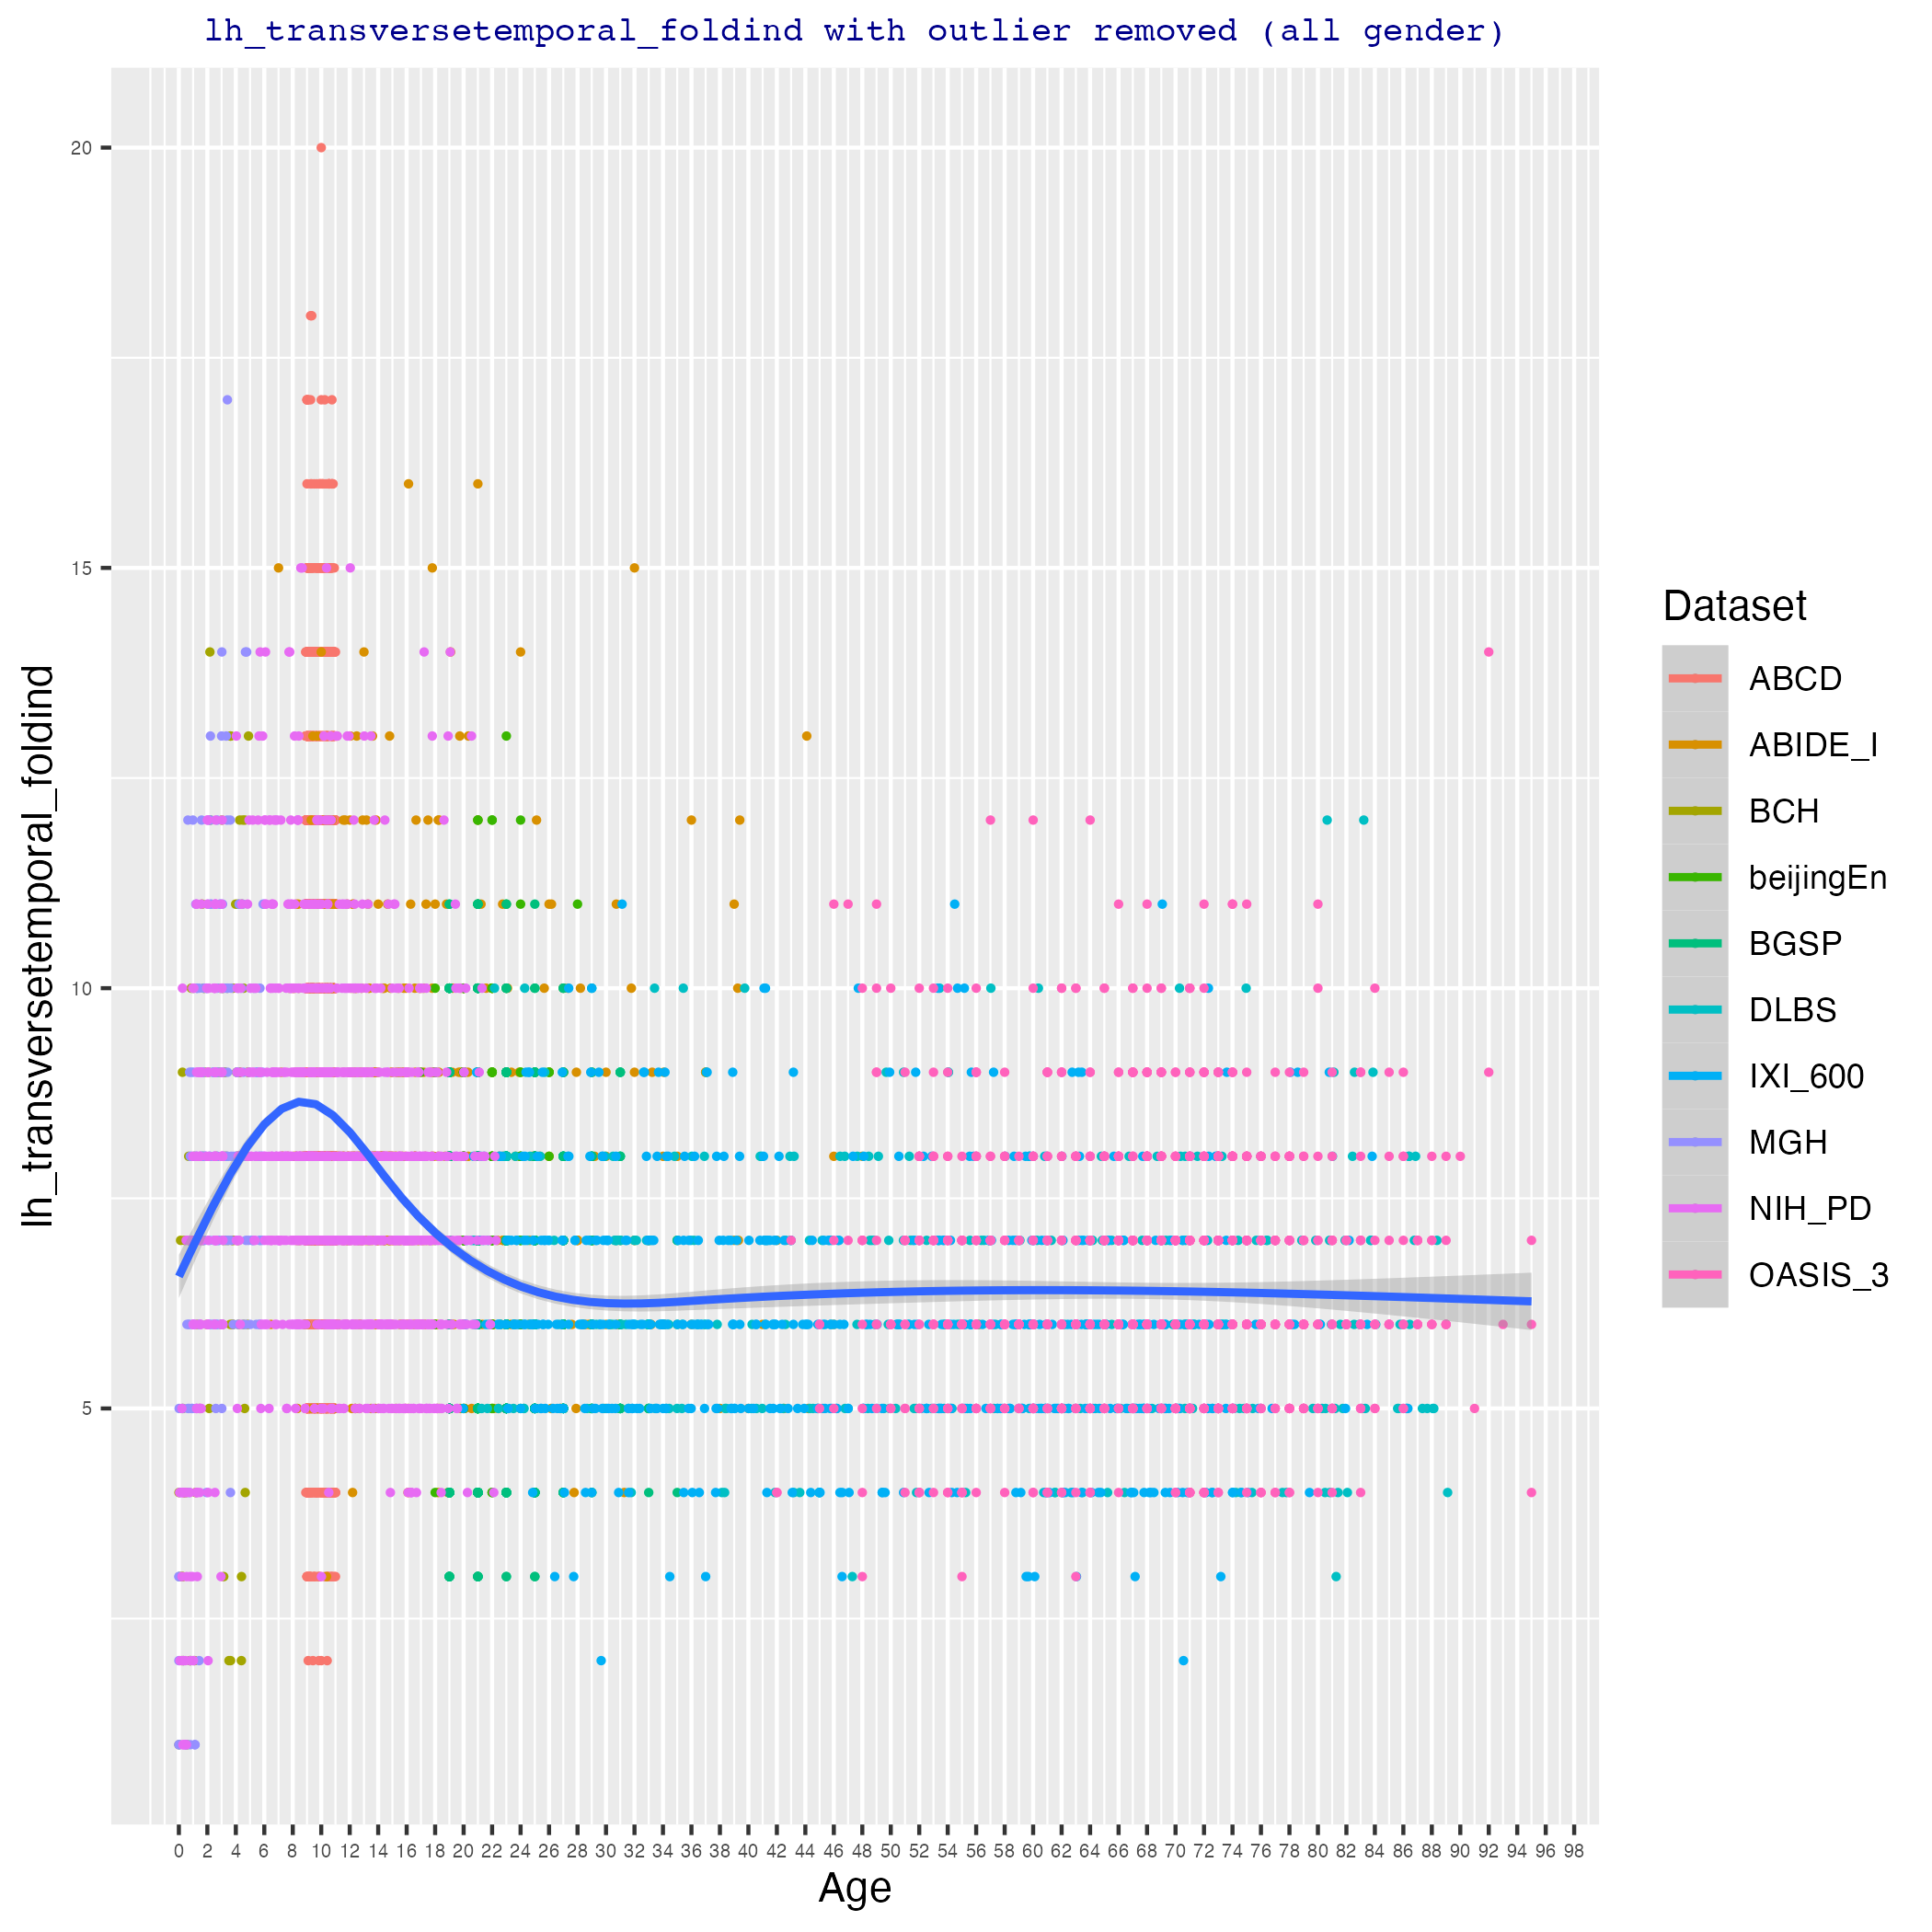 lh_transversetemporal_foldind with outlier removed (all gender)
lh_transversetemporal_foldind
20
15
10
5
0 2 4 6 8 10 12 14 16 18 20 22 24 26 28 30 32 34 36 38 40 42 44 46 48 50 52 54 56 58 60 62 64 66 68 70 72 74 76 78 80 82 84 86 88 90 92 94 96 98
Age
Dataset
ABCD
ABIDE_I
BCH
beijingEn
BGSP
DLBS
IXI_600
MGH
NIH_PD
OASIS_3